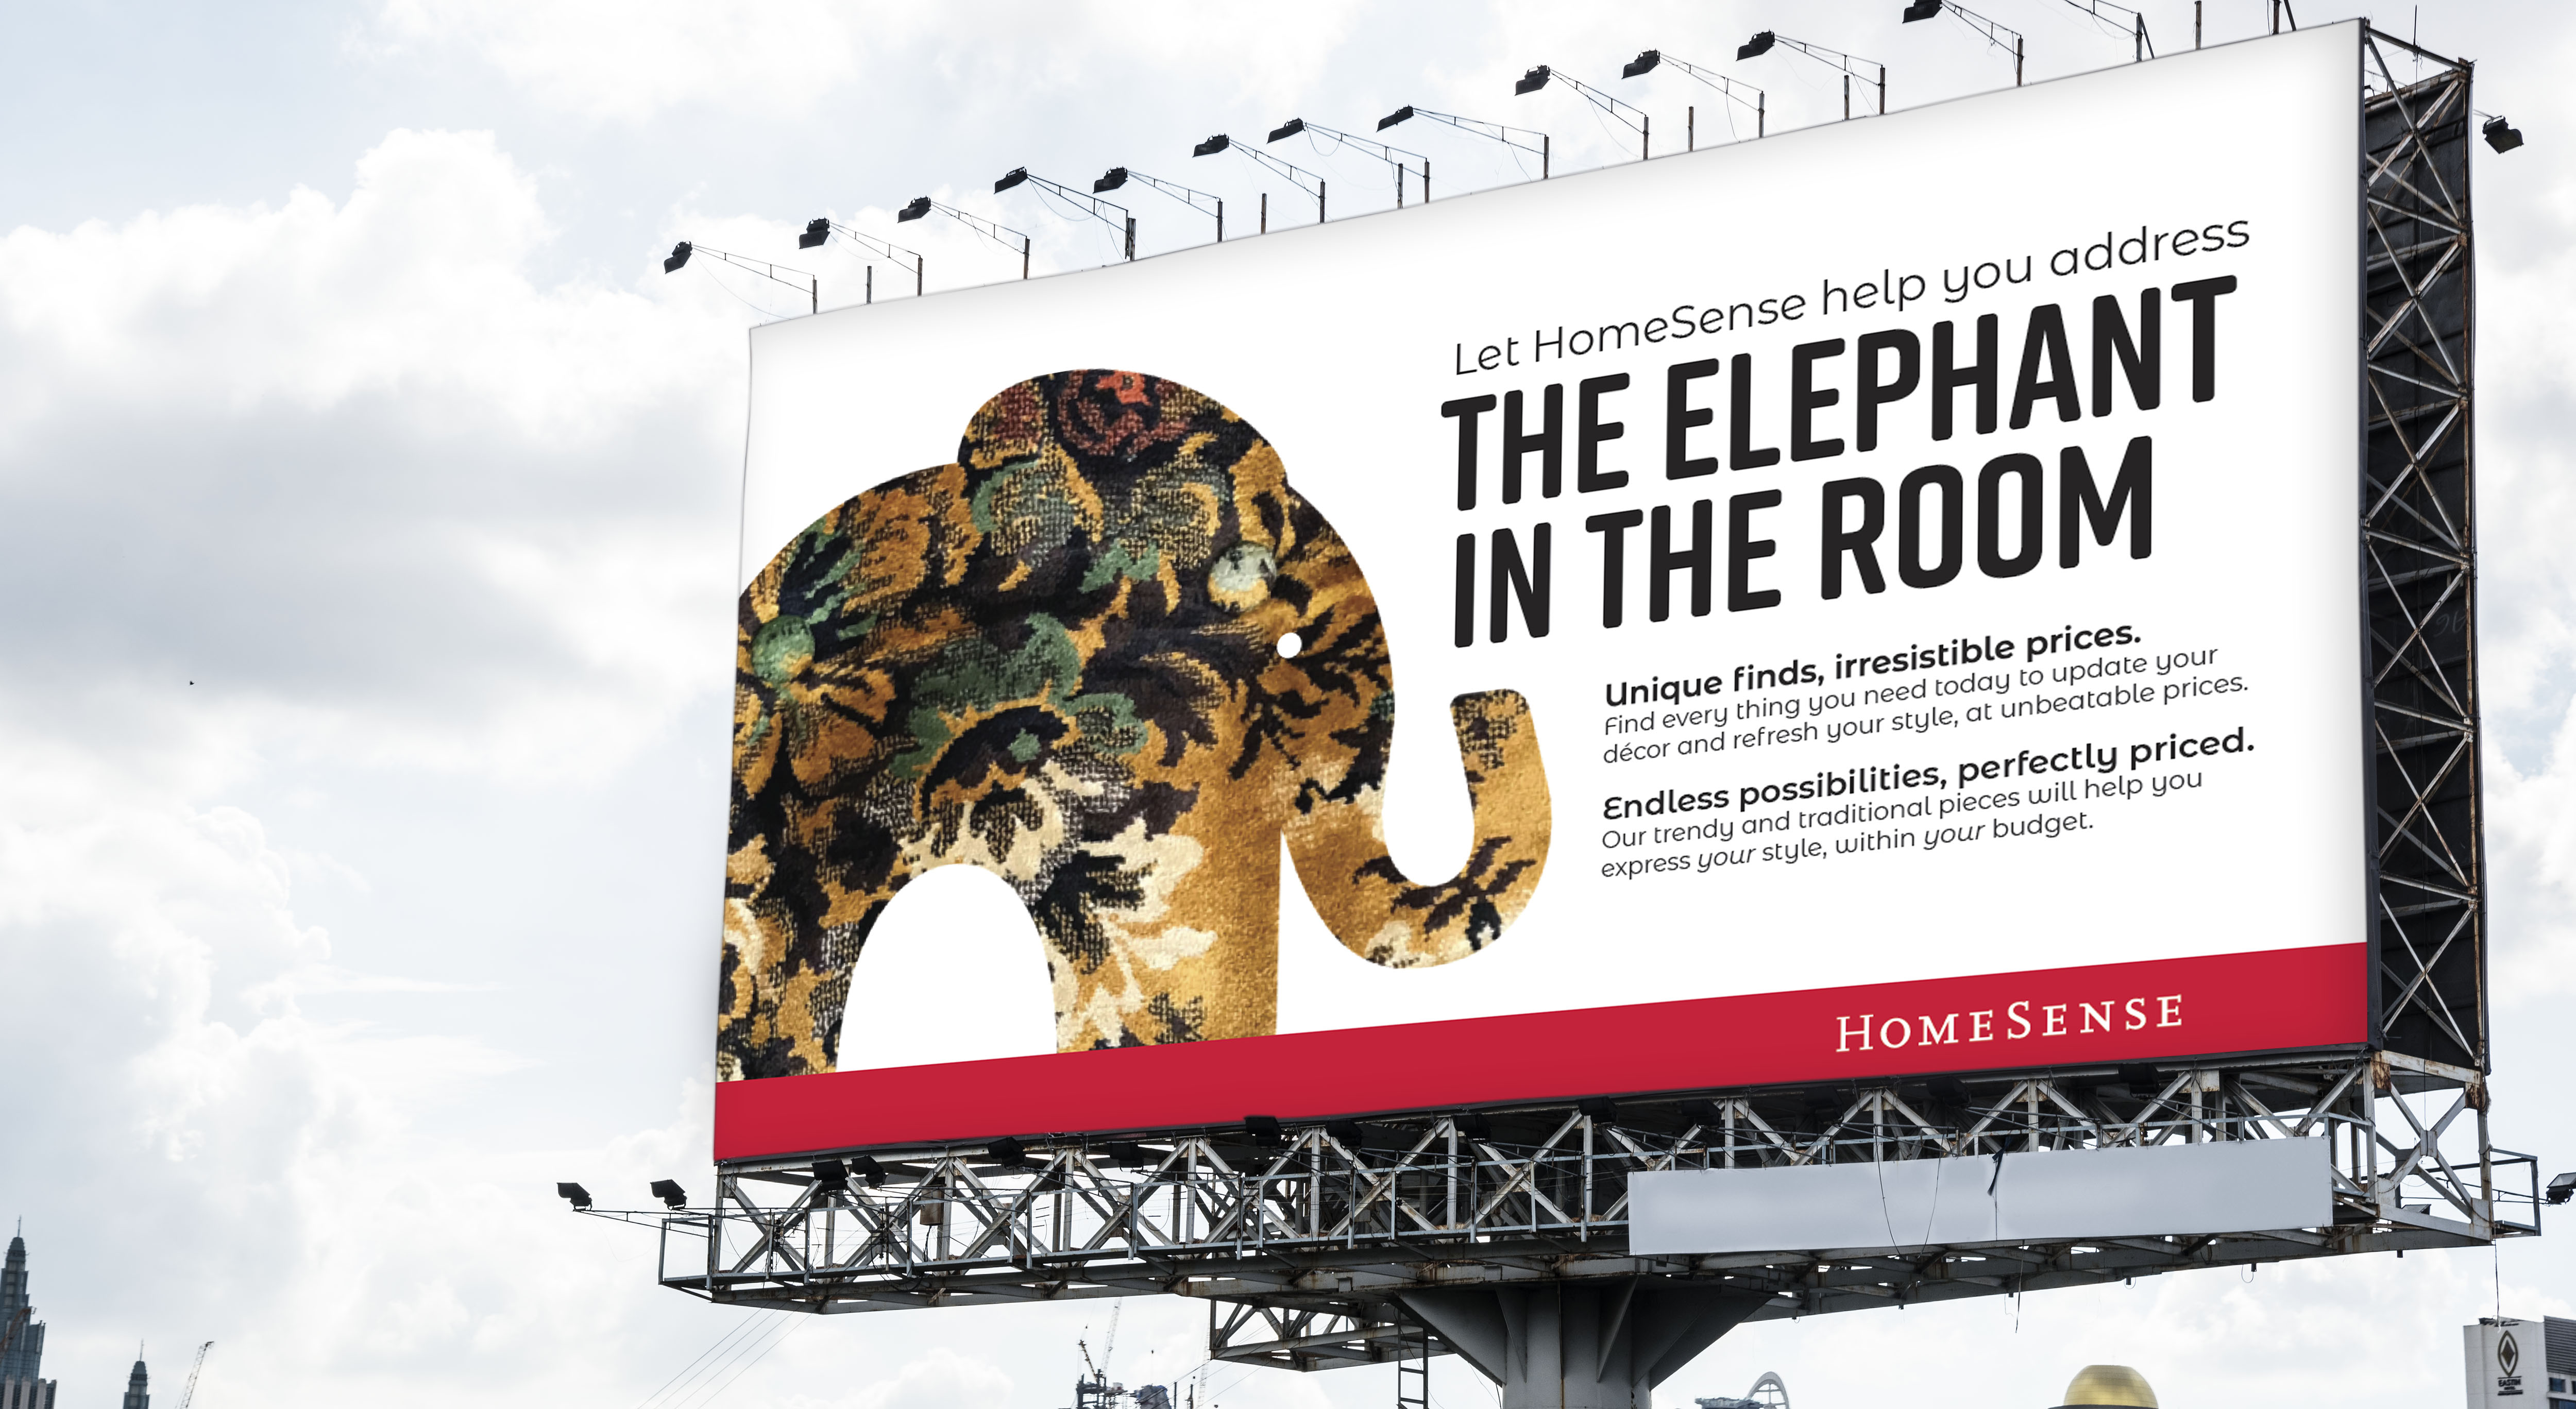 Let HomeSense help you address
THE ELEPHANT
IN THE ROOM
Unique finds, irresistible prices.
Find every thing you need today to update your
décor and refresh your style, at unbeatable prices.
Endless possibilities, perfectly priced.
Our trendy and traditional pieces will help you
express your style, within your budget.
HOMESENSE
EASTIN